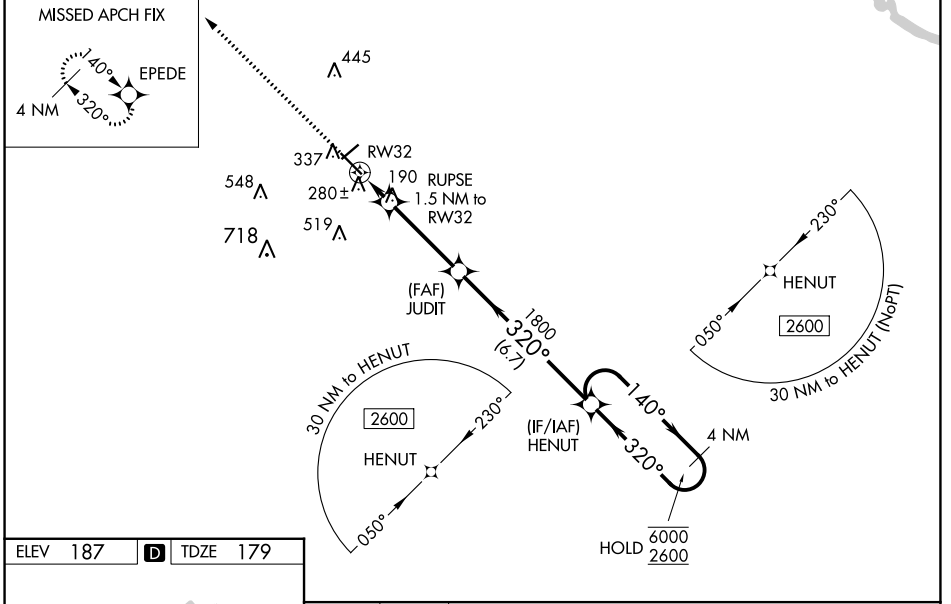 MISSED APCH FIX
140°
EPEDE
4 NM
320°
445
337
RW32
548
280±
190
RUPSE
1.5 NM to
RW32
519
718
(FAF)
JUDIT
1800
320°
(6.7)
230°
HENUT
2600
050°
30 NM to HENUT (NoPT)
30 NM to HENUT
2600
230°
HENUT
050°
(IF/IAF)
HENUT
140°
4 NM
320°
HOLD
6000
2600
ELEV 187
D
TDZE 179